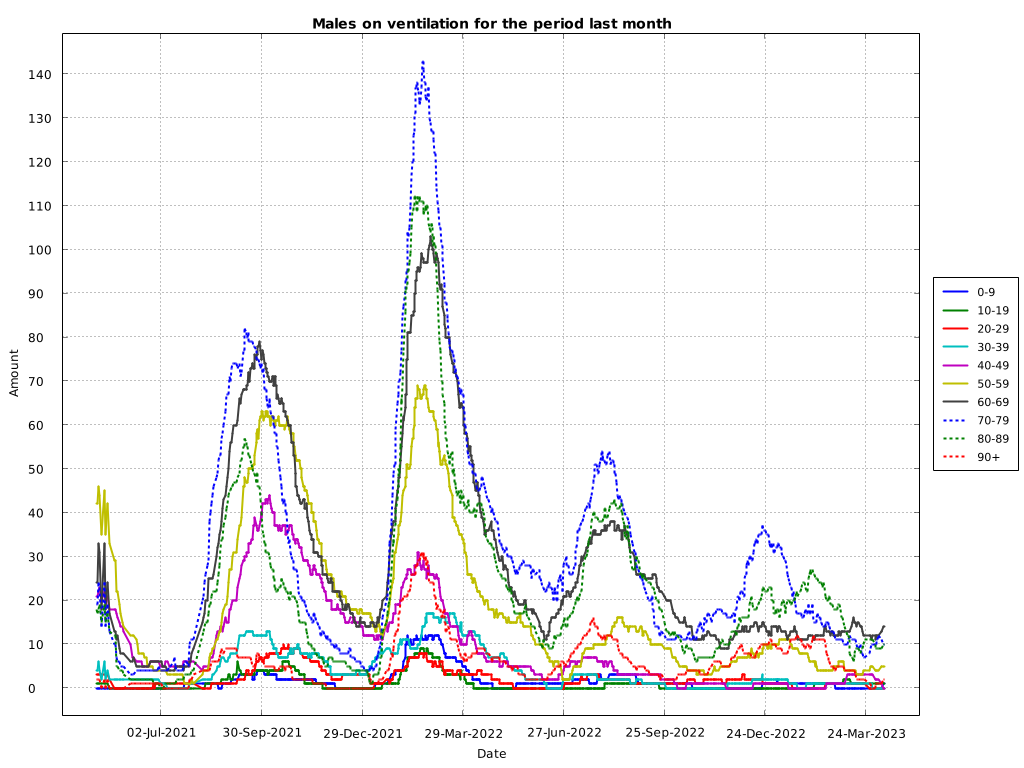 Males on ventilation for the period last month
140
130
120
110
100
90
80
70
60
50
40
30
20
10
0
Amount
02-Jul-2021
30-Sep-2021
29-Dec-2021
29-Mar-2022
27-Jun-2022
25-Sep-2022
24-Dec-2022
24-Mar-2023
Date
0-9
10-19
20-29
30-39
40-49
50-59
60-69
70-79
80-89
90+